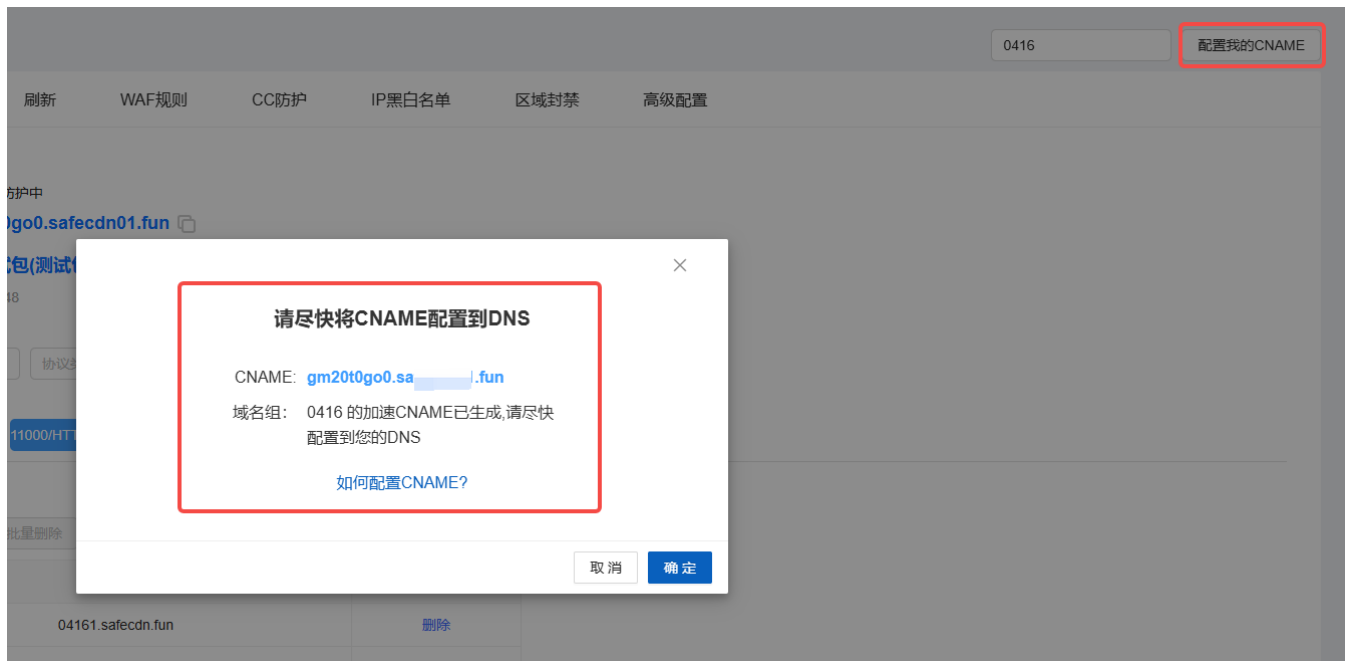 0416
配置我的CNAME
刷新 WAF规则 CC防护 IP黑白名单 区域封禁 高级配置
防护中
go0.safecdn01.fun
包(测试
48
协议
11000/HTT
批量删除
请尽快将CNAME配置到DNS
CNAME: gm20t0go0.sa 1.fun
域名组： 0416 的加速CNAME已生成,请尽快
配置到您的DNS
如何配置CNAME?
取 消 确 定
04161.safecdn.fun 删除